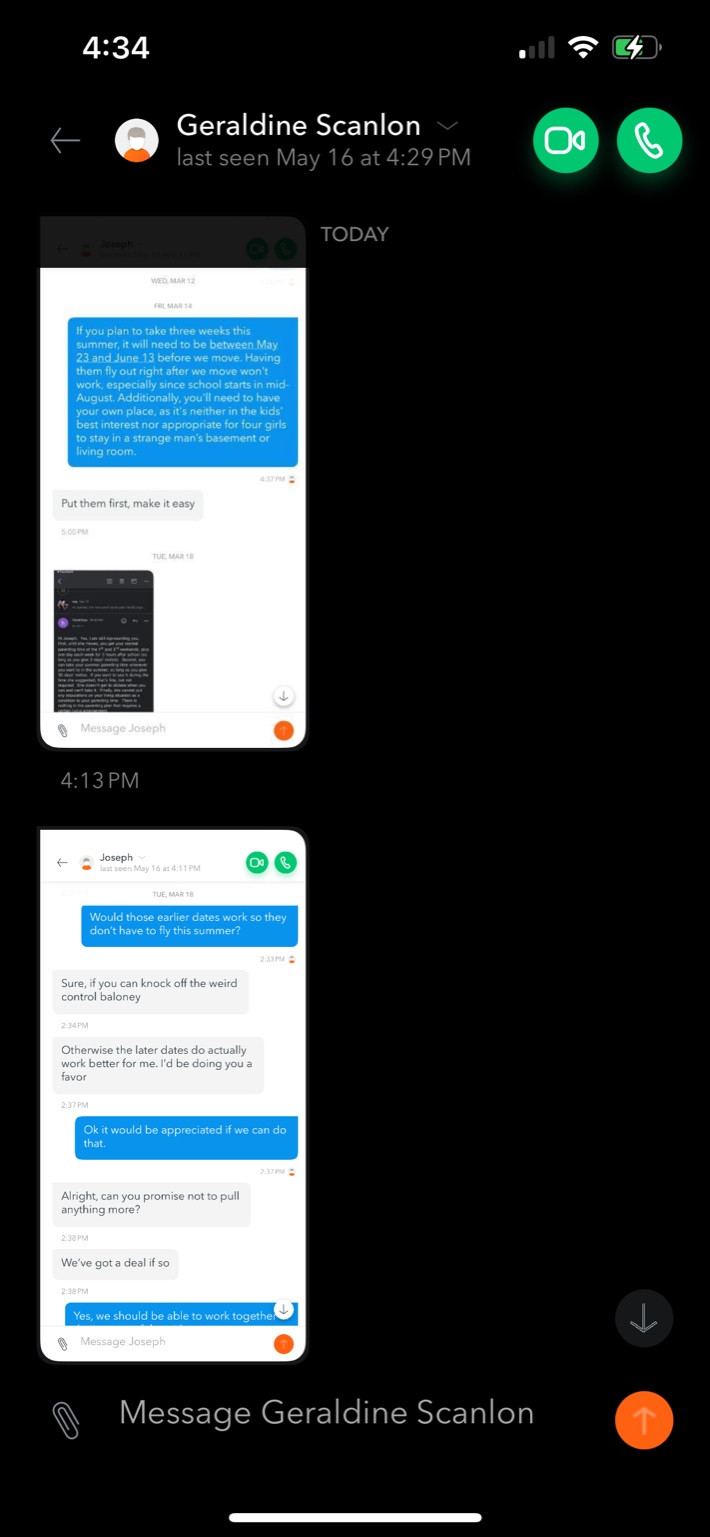 4:34
Geraldine Scanlon
last seen May 16 at 4:29 PM
TODAY
Joseph
WED, MAR 12
FRI, MAR 14
If you plan to take three weeks this
summer, it will need to be between May
23 and June 13 before we move. Having
them fly out right after we move won't
work, especially since school starts in mid-
August. Additionally, you'll need to have
your own place, as it's neither in the kids'
best interest nor appropriate for four girls
to stay in a strange man's basement or
living room.
4:57 PM
Put them first, make it easy
5:00 PM
TUE, MAR 18
Hi Joseph. Yes, I am still representing you.
Message Joseph
4:13 PM
Joseph
last seen May 16 at 4:11 PM
TUE, MAR 18
Would those earlier dates work so they
don't have to fly this summer?
2:33 PM
Sure, if you can knock off the weird
control baloney
2:34 PM
Otherwise the later dates do actually
work better for me. I'd be doing you a
favor
2:37 PM
Ok it would be appreciated if we can do
that.
2:37 PM
Alright, can you promise not to pull
anything more?
2:38 PM
We've got a deal if so
2:38 PM
Yes, we should be able to work together
Message Joseph
Message Geraldine Scanlon